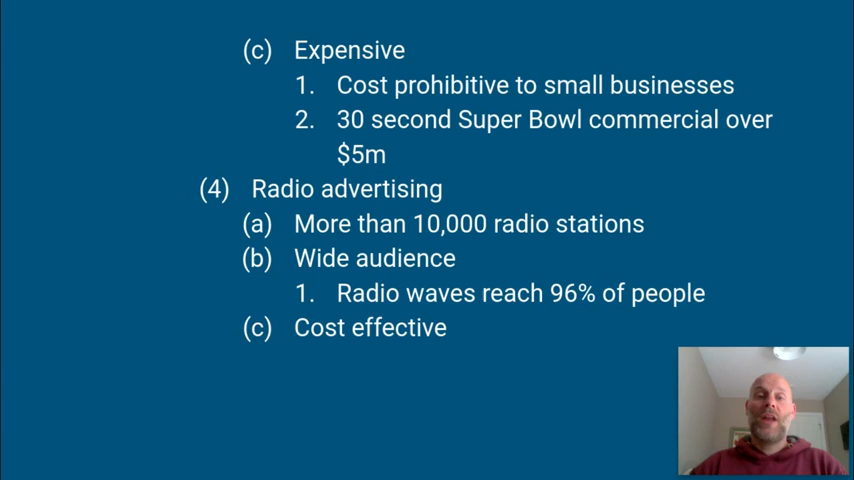 (c) Expensive
1. Cost prohibitive to small businesses
2. 30 second Super Bowl commercial over
$5m
(4) Radio advertising
(a) More than 10,000 radio stations
(b) Wide audience
1. Radio waves reach 96% of people
(c) Cost effective